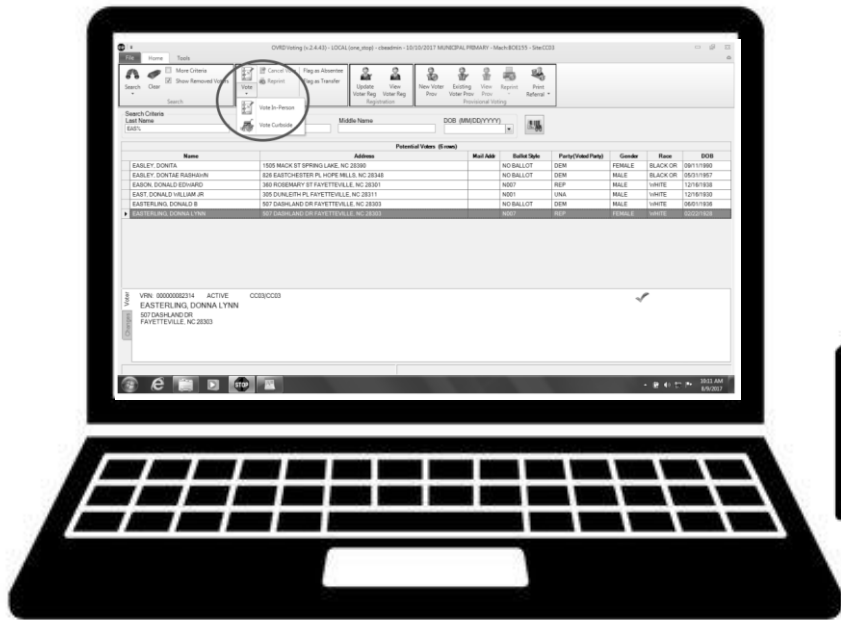 OVRD Voting (v.2.4.43) - LOCAL (one_stop) - cbeadmin - 10/10/2017 MUNICIPAL PRIMARY - Mach:BOE155 - Site:CC03
File Home Tools
Search Clear More Criteria Vote Cancel Vote Flag as Absentee Update Voter Reg View Voter Reg New Voter Prov Existing Voter Prov View Prov Reprint Print Referral
Show Removed Voters Reprint Flag as Transfer
Search Registration Provisional Voting
Vote In-Person
Vote Curbside
Search Criteria
Last Name Middle Name DOB (MM/DD/YYYY)
EAS%
Potential Voters (6 rows)
Name Address Mail Addr Ballot Style Party(Voted Party) Gender Race DOB
EASLEY, DONITA 1505 MACK ST SPRING LAKE, NC 28390 NO BALLOT DEM FEMALE BLACK OR 09/11/1990
EASLEY, DONTAE RASHAHN 826 EASTCHESTER PL HOPE MILLS, NC 28348 NO BALLOT DEM MALE BLACK OR 05/31/1957
EASON, DONALD EDWARD 360 ROSEMARY ST FAYETTEVILLE, NC 28301 N007 REP MALE WHITE 12/16/1938
EAST, DONALD WILLIAM JR 305 DUNLEITH PL FAYETTEVILLE, NC 28311 N001 UNA MALE WHITE 12/16/1930
EASTERLING, DONALD B 507 DASHLAND DR FAYETTEVILLE, NC 28303 NO BALLOT DEM MALE WHITE 06/01/1930
EASTERLING, DONNA LYNN 507 DASHLAND DR FAYETTEVILLE, NC 28303 N007 REP FEMALE WHITE 02/22/1928
Voter
Changes
VRN: 000000082314 ACTIVE CC03/CC03
EASTERLING, DONNA LYNN
507 DASHLAND DR
FAYETTEVILLE, NC 28303
STOP
10:11 AM
8/9/2017